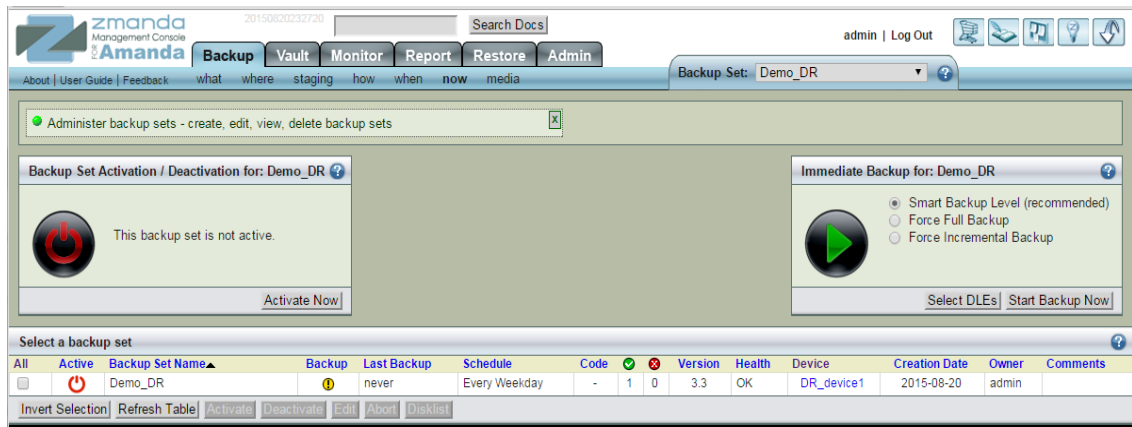 zmanda
Management Console
FOR Amanda
20150820232720
Search Docs
admin | Log Out
Backup Vault Monitor Report Restore Admin
Backup Set: Demo_DR ?
About | User Guide | Feedback what where staging how when now media
Administer backup sets - create, edit, view, delete backup sets X
Backup Set Activation / Deactivation for: Demo_DR ?
This backup set is not active.
Activate Now
Immediate Backup for: Demo_DR ?
Smart Backup Level (recommended)
Force Full Backup
Force Incremental Backup
Select DLEs Start Backup Now
Select a backup set ?
All Active Backup Set Name Backup Last Backup Schedule Code Version Health Device Creation Date Owner Comments
Demo_DR never Every Weekday - 1 0 3.3 OK DR_device1 2015-08-20 admin
Invert Selection Refresh Table Activate Deactivate Edit Abort Disklist